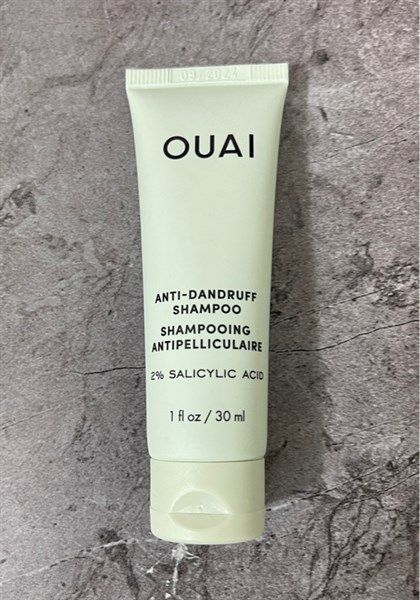 09/2024
OUAI
ANTI-DANDRUFF
SHAMPOO
SHAMPOOING
ANTIPELLICULAIRE
2% SALICYLIC ACID
1 fl oz / 30 ml